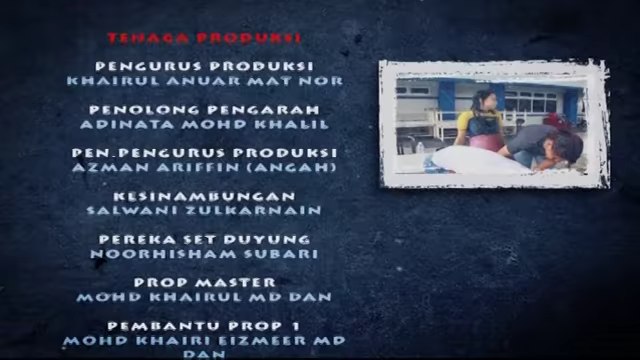 TENAGA PRODUKSI
PENGURUS PRODUKSI
KHAIRUL ANUAR MAT NOR
PENOLONG PENGARAH
ADINATA MOHD KHALIL
PEN.PENGURUS PRODUKSI
AZMAN ARIFFIN (ANGAH)
KESINAMBUNGAN
SALWANI ZULKARNAIN
PEREKA SET DUYUNG
NOORHISHAM SUBARI
PROP MASTER
MOHD KHAIRUL MD DAN
PEMBANTU PROP 1
MOHD KHAIRI EIZMEER MD
DAN